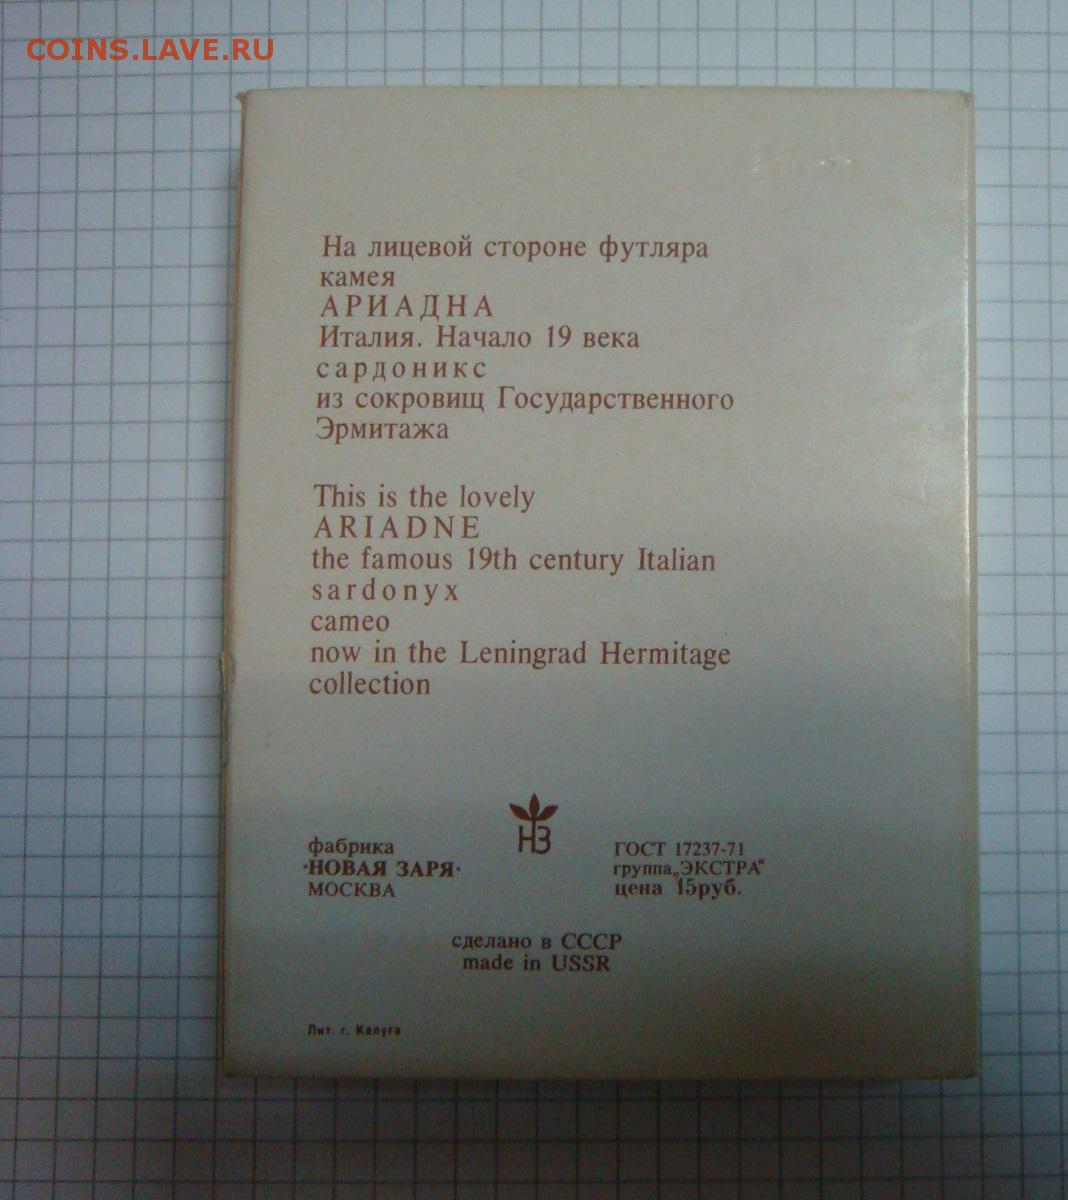 COINS.LAVE.RU
На лицевой стороне футляра
камея
АРИАДНА
Италия. Начало 19 века
сардоникс
из сокровищ Государственного
Эрмитажа
This is the lovely
ARIADNE
the famous 19th century Italian
sardonyx
cameo
now in the Leningrad Hermitage
collection
НЗ
фабрика
·НОВАЯ ЗАРЯ·
МОСКВА
ГОСТ 17237-71
группа„ЭКСТРА“
цена 15руб.
сделано в СССР
made in USSR
Лит. г. Калуга